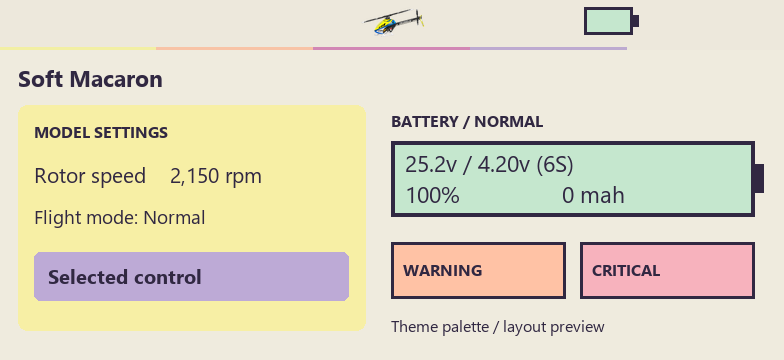 Soft Macaron
MODEL SETTINGS
Rotor speed 2,150 rpm
Flight mode: Normal
Selected control
BATTERY / NORMAL
25.2v / 4.20v (6S)
100% 0 mah
WARNING
CRITICAL
Theme palette / layout preview